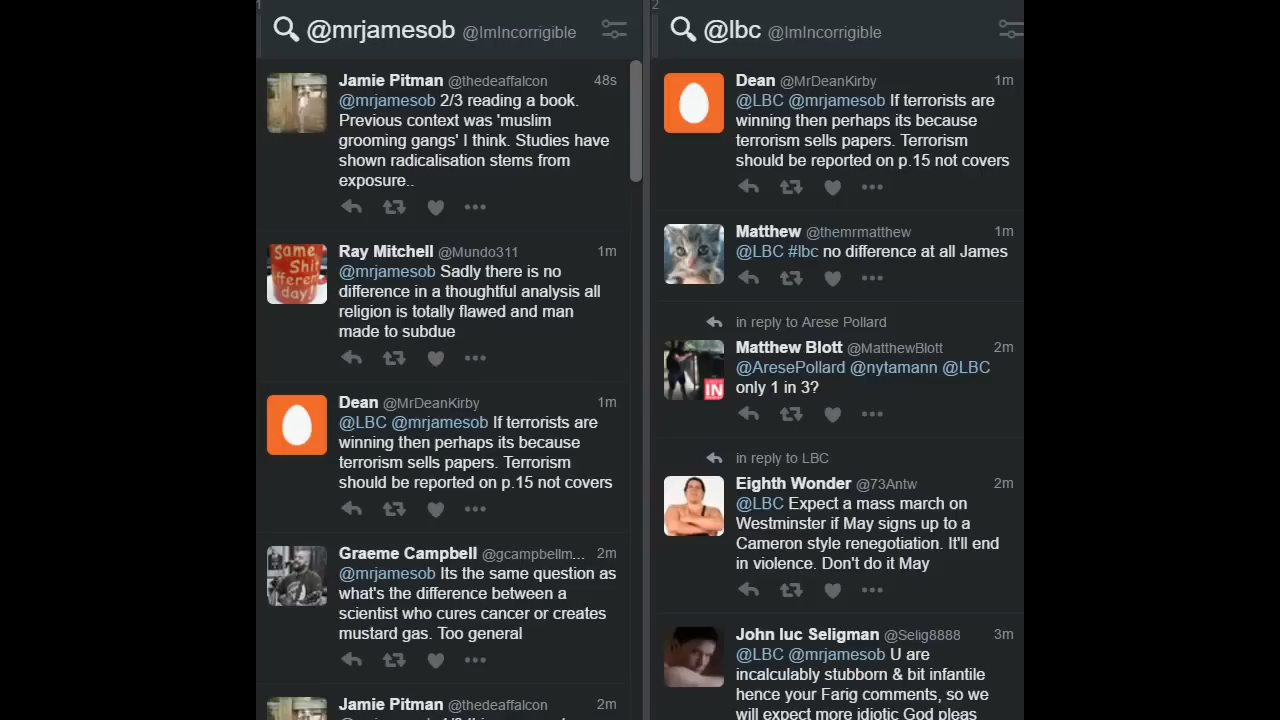 1
@mrjamesob @ImIncorrigible
Jamie Pitman @thedeaffalcon 48s
@mrjamesob 2/3 reading a book.
Previous context was 'muslim
grooming gangs' I think. Studies have
shown radicalisation stems from
exposure..
Same
Shit
fferen
day!
Ray Mitchell @Mundo311 1m
@mrjamesob Sadly there is no
difference in a thoughtful analysis all
religion is totally flawed and man
made to subdue
Dean @MrDeanKirby 1m
@LBC @mrjamesob If terrorists are
winning then perhaps its because
terrorism sells papers. Terrorism
should be reported on p.15 not covers
Graeme Campbell @gcampbellm... 2m
@mrjamesob Its the same question as
what's the difference between a
scientist who cures cancer or creates
mustard gas. Too general
Jamie Pitman @thedeaffalcon 2m
2
@lbc @ImIncorrigible
Dean @MrDeanKirby 1m
@LBC @mrjamesob If terrorists are
winning then perhaps its because
terrorism sells papers. Terrorism
should be reported on p.15 not covers
Matthew @themrmatthew 1m
@LBC #lbc no difference at all James
in reply to Arese Pollard
Matthew Blott @MatthewBlott 2m
@AresePollard @nytamann @LBC
only 1 in 3?
IN
in reply to LBC
Eighth Wonder @73Antw 2m
@LBC Expect a mass march on
Westminster if May signs up to a
Cameron style renegotiation. It'll end
in violence. Don't do it May
John luc Seligman @Selig8888 3m
@LBC @mrjamesob U are
incalculably stubborn & bit infantile
hence your Farig comments, so we
will expect more idiotic God pleas